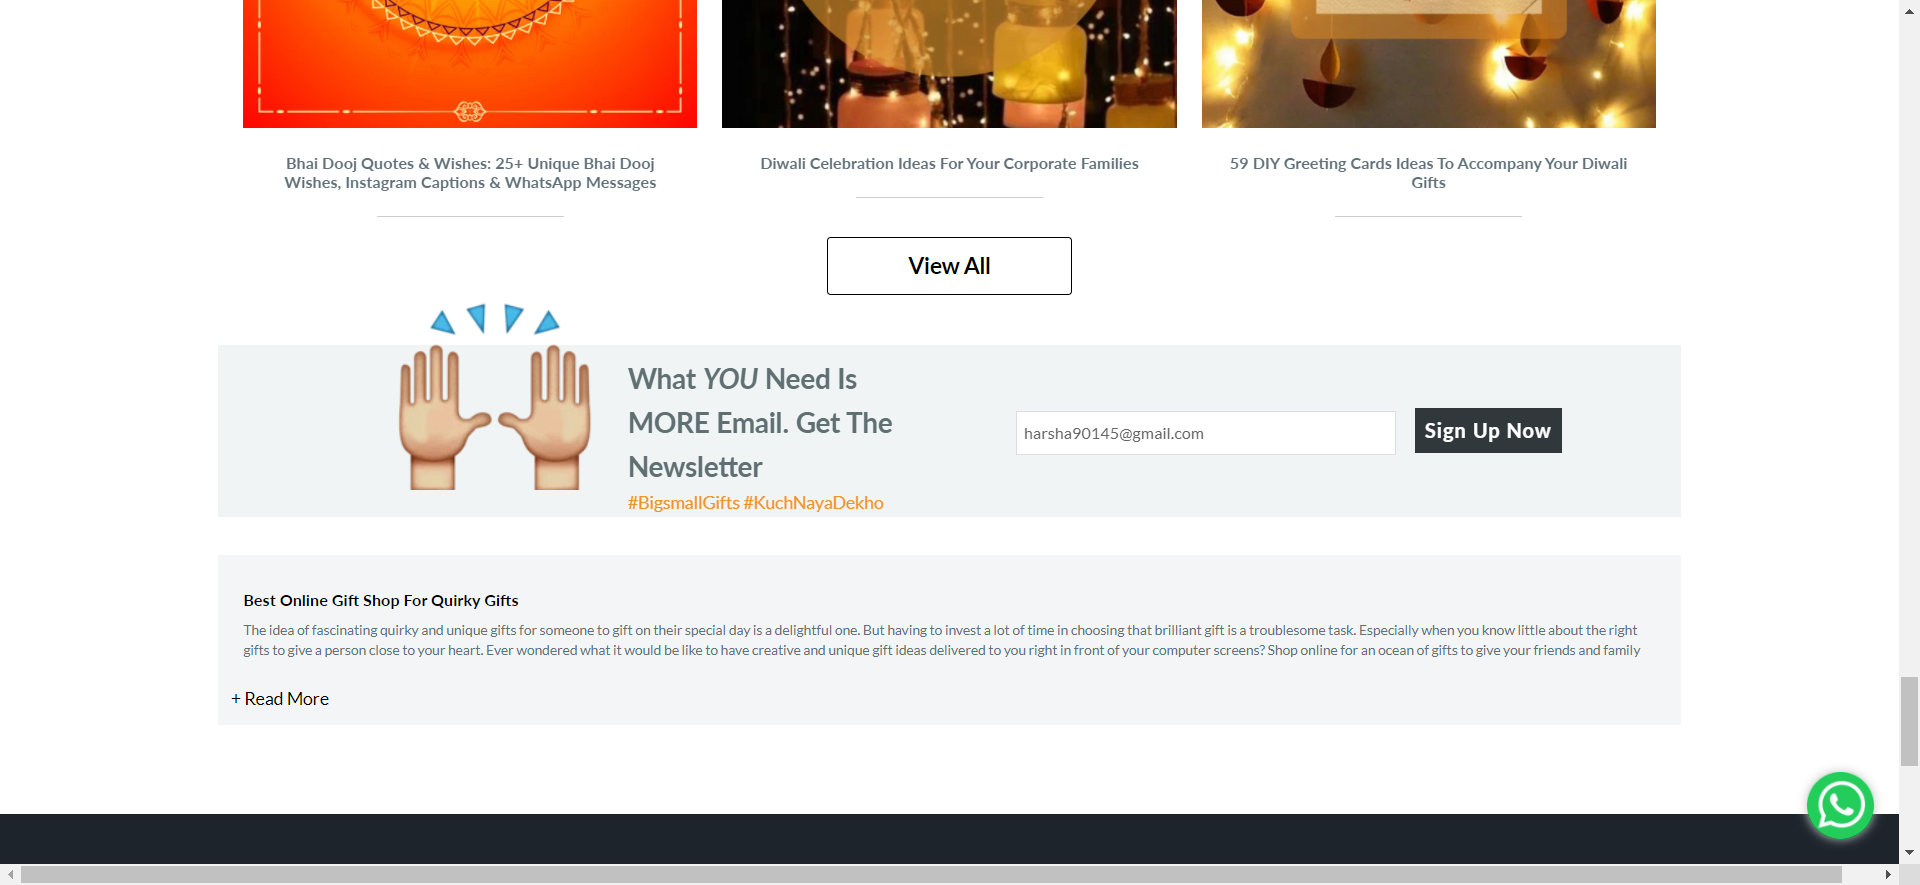 Bhai Dooj Quotes & Wishes: 25+ Unique Bhai Dooj
Wishes, Instagram Captions & WhatsApp Messages
Diwali Celebration Ideas For Your Corporate Families
59 DIY Greeting Cards Ideas To Accompany Your Diwali
Gifts
View All
What YOU Need Is
MORE Email. Get The
Newsletter
#BigsmallGifts #KuchNayaDekho
harsha90145@gmail.com
Sign Up Now
Best Online Gift Shop For Quirky Gifts
The idea of fascinating quirky and unique gifts for someone to gift on their special day is a delightful one. But having to invest a lot of time in choosing that brilliant gift is a troublesome task. Especially when you know little about the right
gifts to give a person close to your heart. Ever wondered what it would be like to have creative and unique gift ideas delivered to you right in front of your computer screens? Shop online for an ocean of gifts to give your friends and family
+ Read More